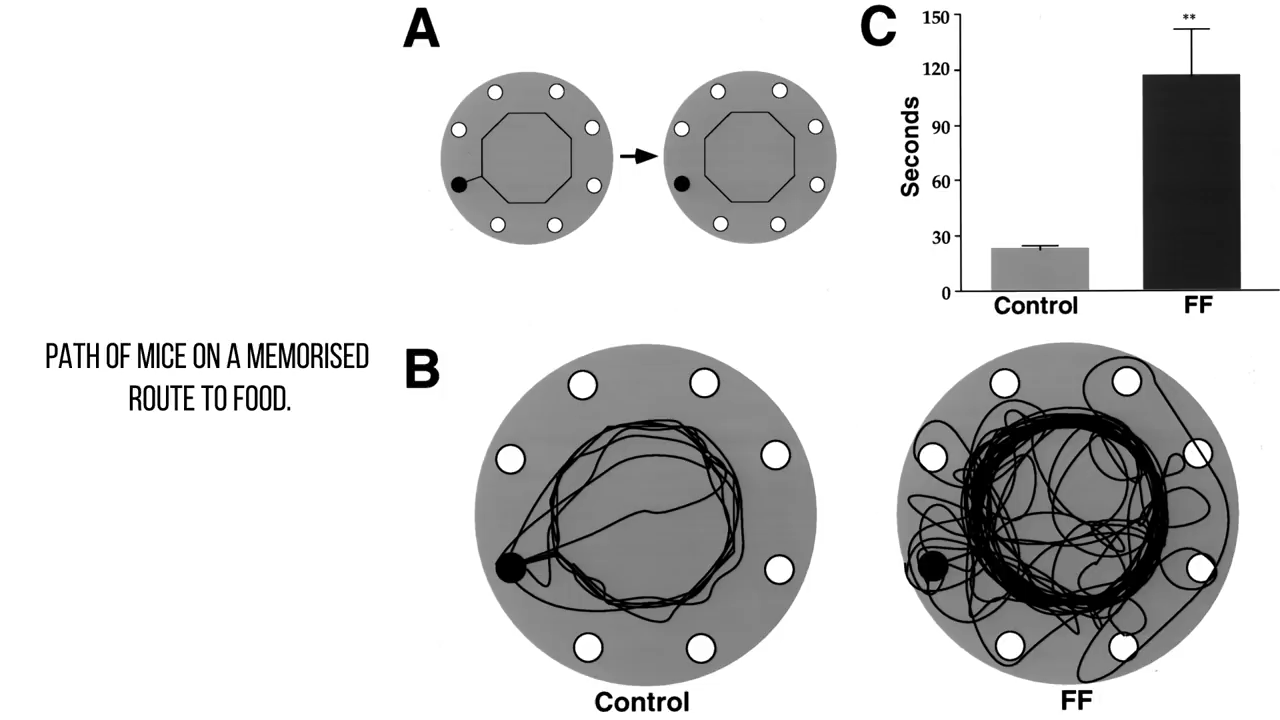 A
C
150
**
120
90
60
30
0
Seconds
Control
FF
PATH OF MICE ON A MEMORISED
ROUTE TO FOOD.
B
Control
FF